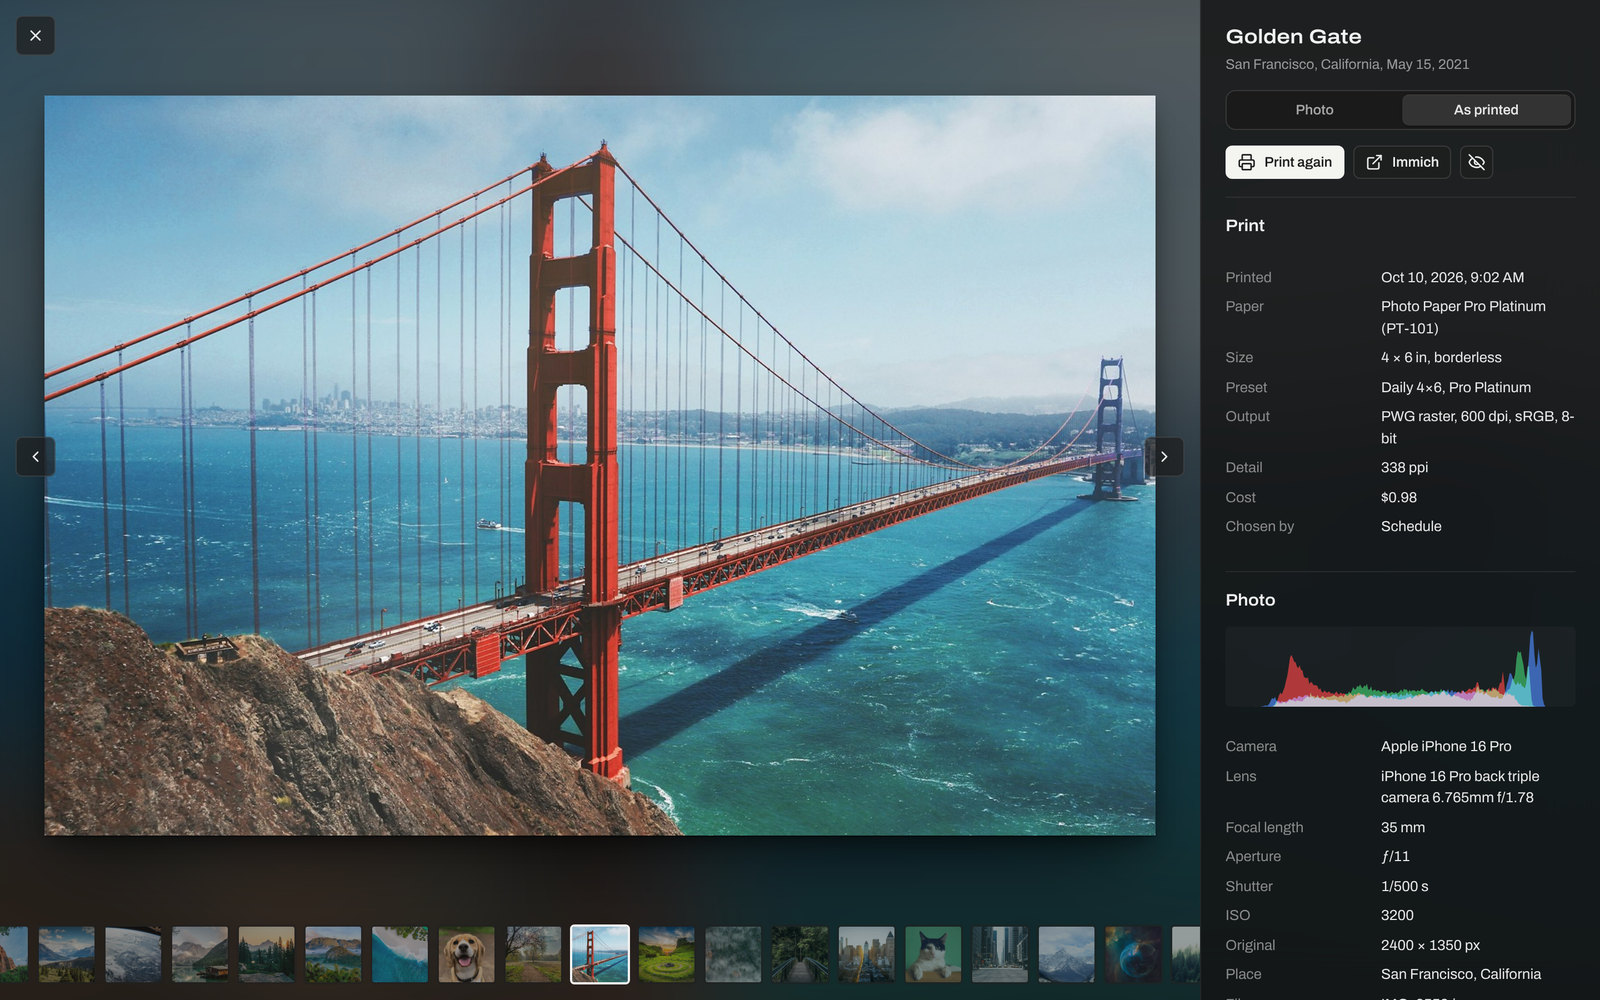 Golden Gate
San Francisco, California, May 15, 2021
Photo
As printed
Print again
Immich
Print
Printed
Oct 10, 2026, 9:02 AM
Paper
Photo Paper Pro Platinum
(PT-101)
Size
4 × 6 in, borderless
Preset
Daily 4×6, Pro Platinum
Output
PWG raster, 600 dpi, sRGB, 8-
bit
Detail
338 ppi
Cost
$0.98
Chosen by
Schedule
Photo
Camera
Apple iPhone 16 Pro
Lens
iPhone 16 Pro back triple
camera 6.765mm f/1.78
Focal length
35 mm
Aperture
ƒ/11
Shutter
1/500 s
ISO
3200
Original
2400 × 1350 px
Place
San Francisco, California